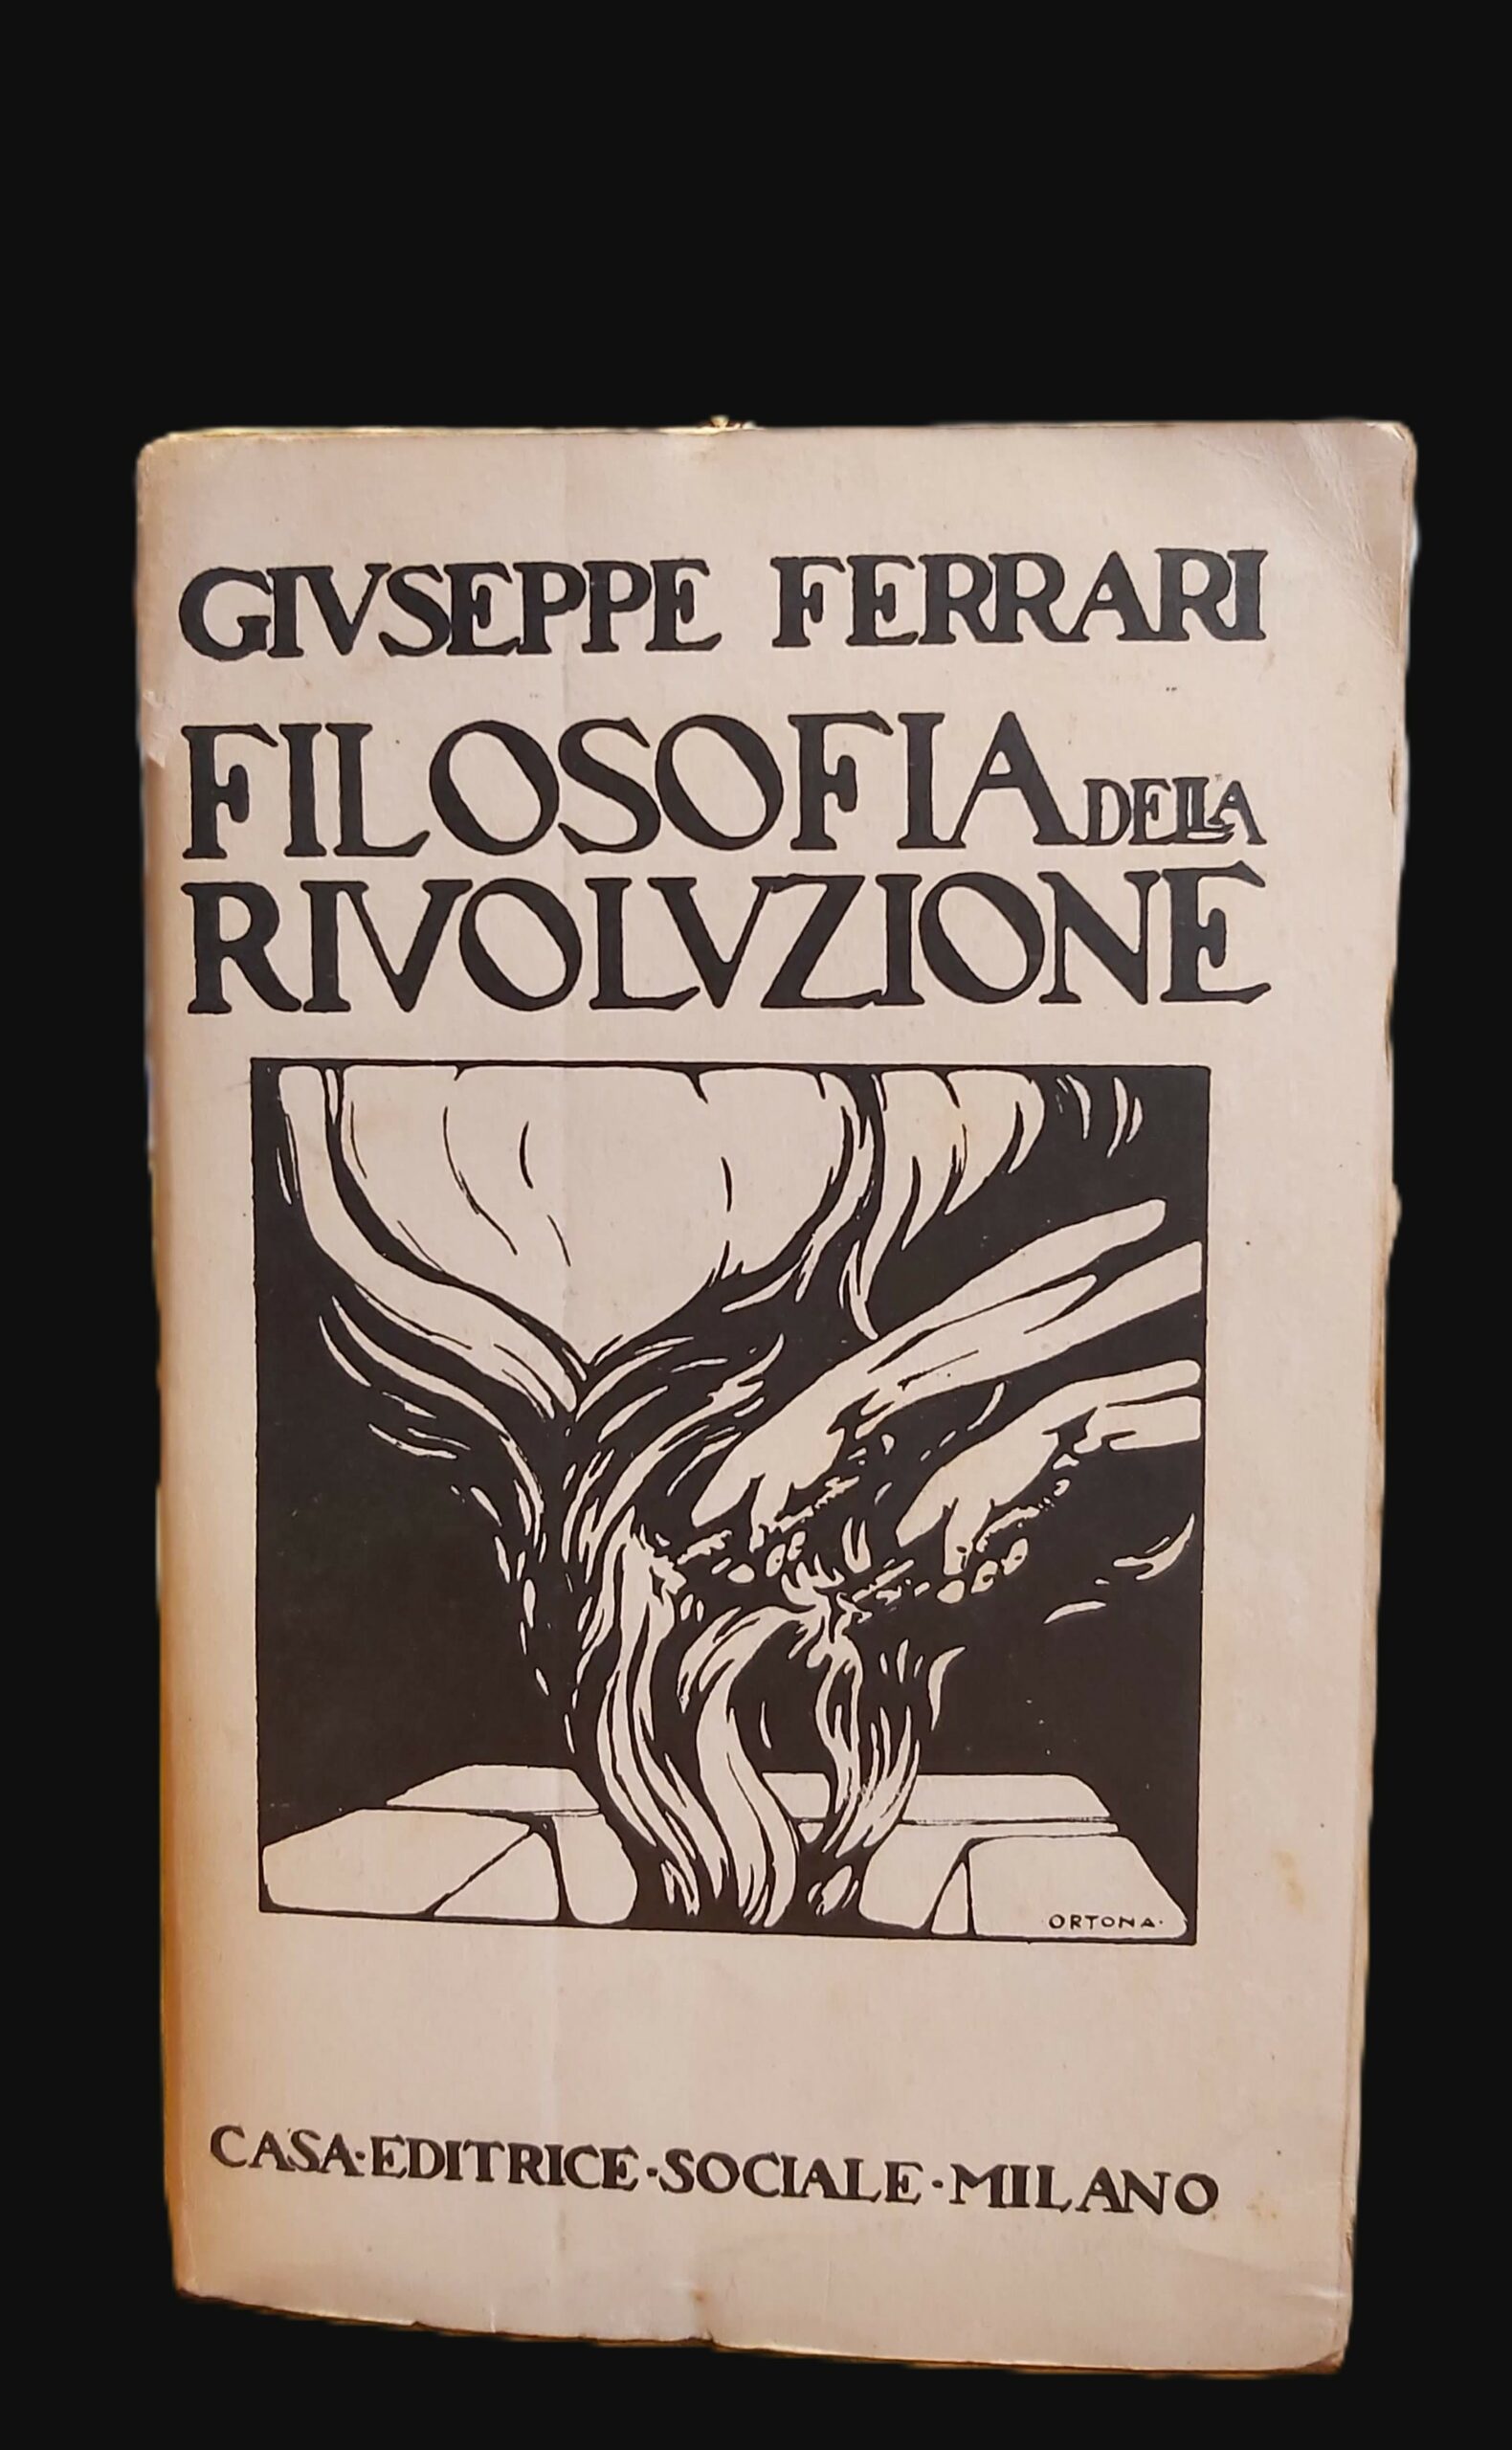 GIVSEPPE FERRARI
FILOSOFIA DELLA
RIVOLVZIONE
ORTONA.
CASA·EDITRICE·SOCIALE·MILANO